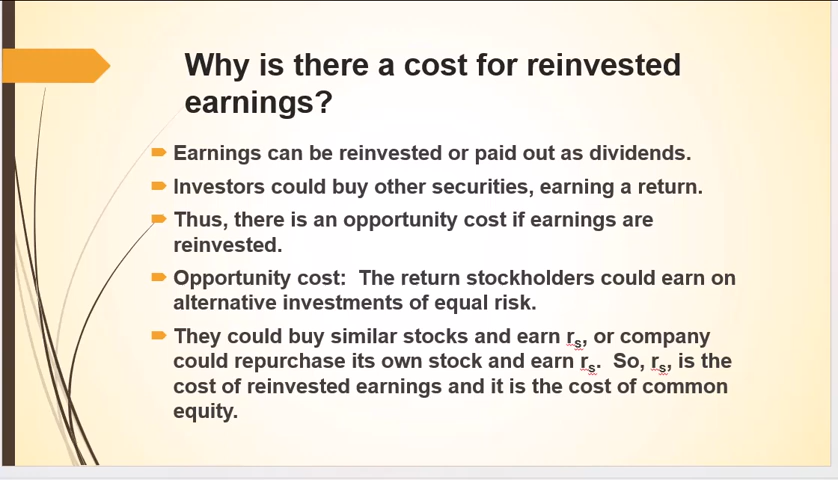 Why is there a cost for reinvested
earnings?
Earnings can be reinvested or paid out as dividends.
Investors could buy other securities, earning a return.
Thus, there is an opportunity cost if earnings are
reinvested.
Opportunity cost:  The return stockholders could earn on
alternative investments of equal risk.
They could buy similar stocks and earn rs, or company
could repurchase its own stock and earn rs.  So, rs, is the
cost of reinvested earnings and it is the cost of common
equity.